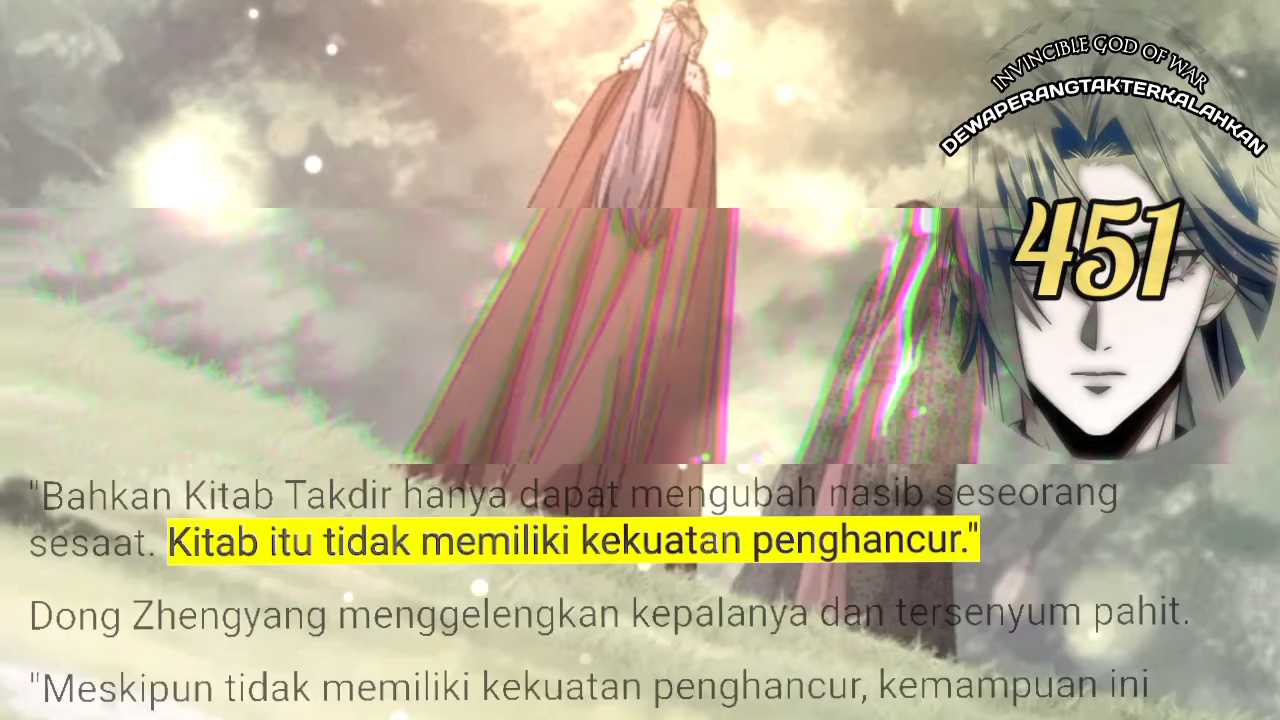 INVINCIBLE GOD OF WAR
DEWAPERANGTAKTERKALAHKAN
451
"Bahkan Kitab Takdir hanya dapat mengubah nasib seseorang
sesaat. Kitab itu tidak memiliki kekuatan penghancur."
Dong Zhengyang menggelengkan kepalanya dan tersenyum pahit.
"Meskipun tidak memiliki kekuatan penghancur, kemampuan ini